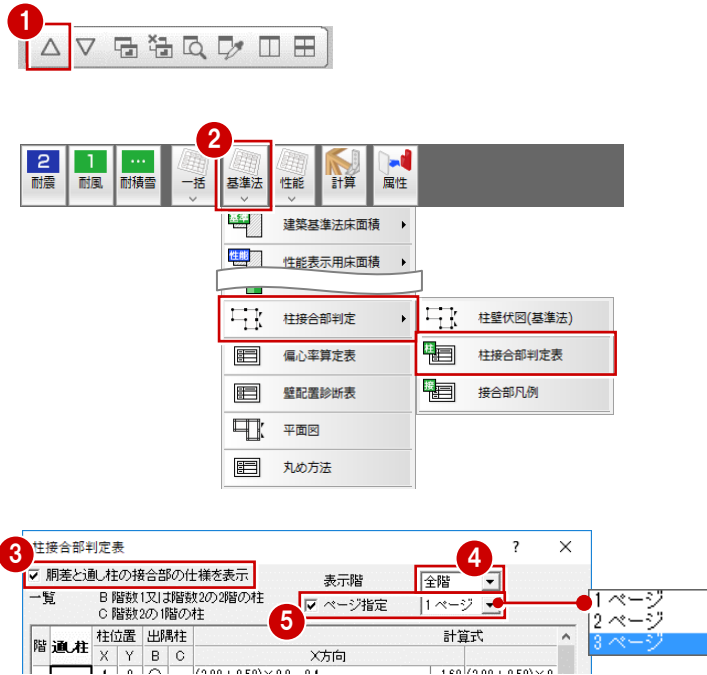 1
2
2
耐震
1
耐風
…
耐積雪
一括
基準法
性能
計算
属性
基準
建築基準法床面積
性能
性能表示用床面積
柱接合部判定
柱壁伏図(基準法)
偏心率算定表
柱
柱接合部判定表
壁配置診断表
接
接合部凡例
平面図
丸め方法
柱接合部判定表
?
×
3
胴差と通し柱の接合部の仕様を表示
4
表示階
全階
一覧
B 階数1又は階数2の2階の柱
C 階数2の1階の柱
5
ページ指定
1 ページ
1 ページ
2 ページ
3 ページ
階
通し柱
柱位置
出隅柱
計算式
X
Y
B
C
X方向